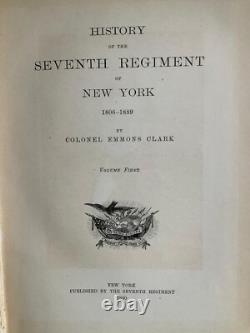 HISTORY
OF THE
SEVENTH REGIMENT
OF
NEW YORK
1806–1889
BY
COLONEL EMMONS CLARK
Volume First
NEW YORK
PUBLISHED BY THE SEVENTH REGIMENT
1890